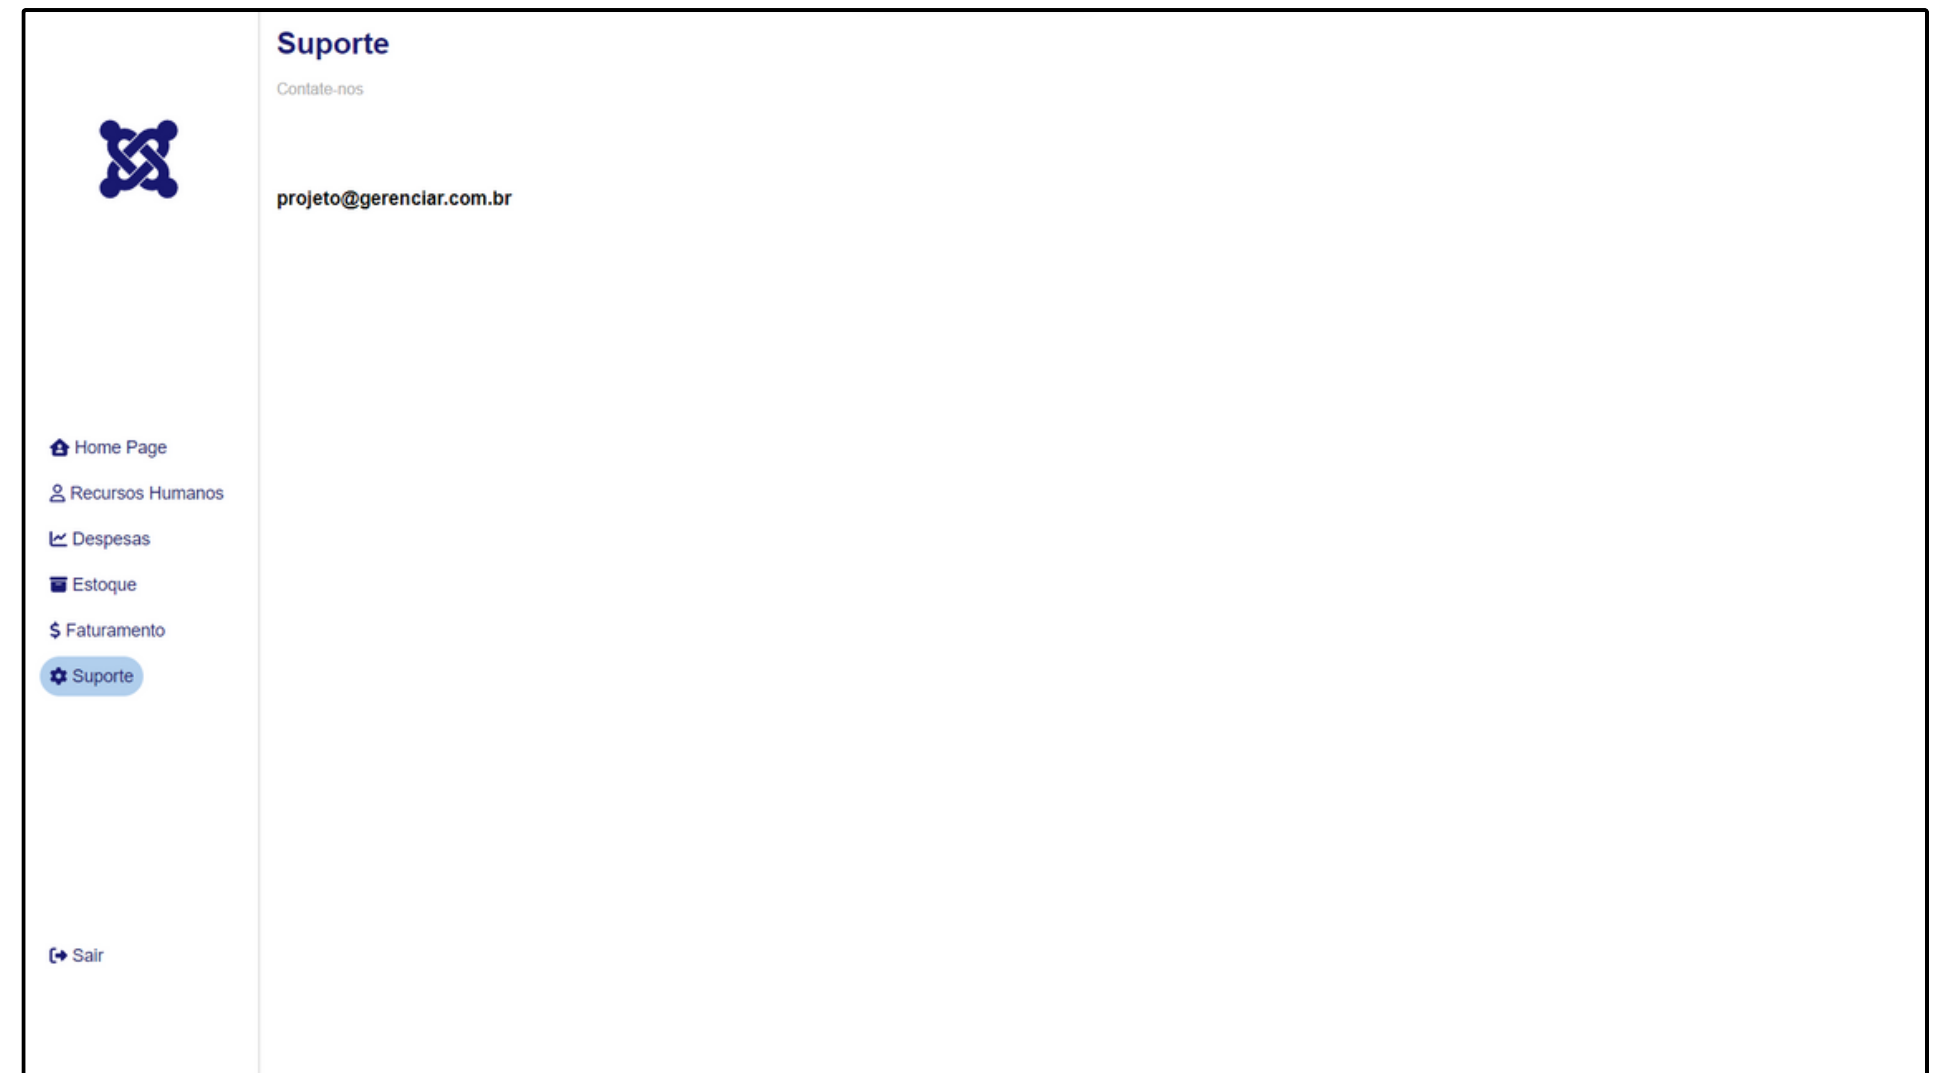 Suporte
Contate-nos
projeto@gerenciar.com.br
Home Page
Recursos Humanos
Despesas
Estoque
$ Faturamento
Suporte
Sair